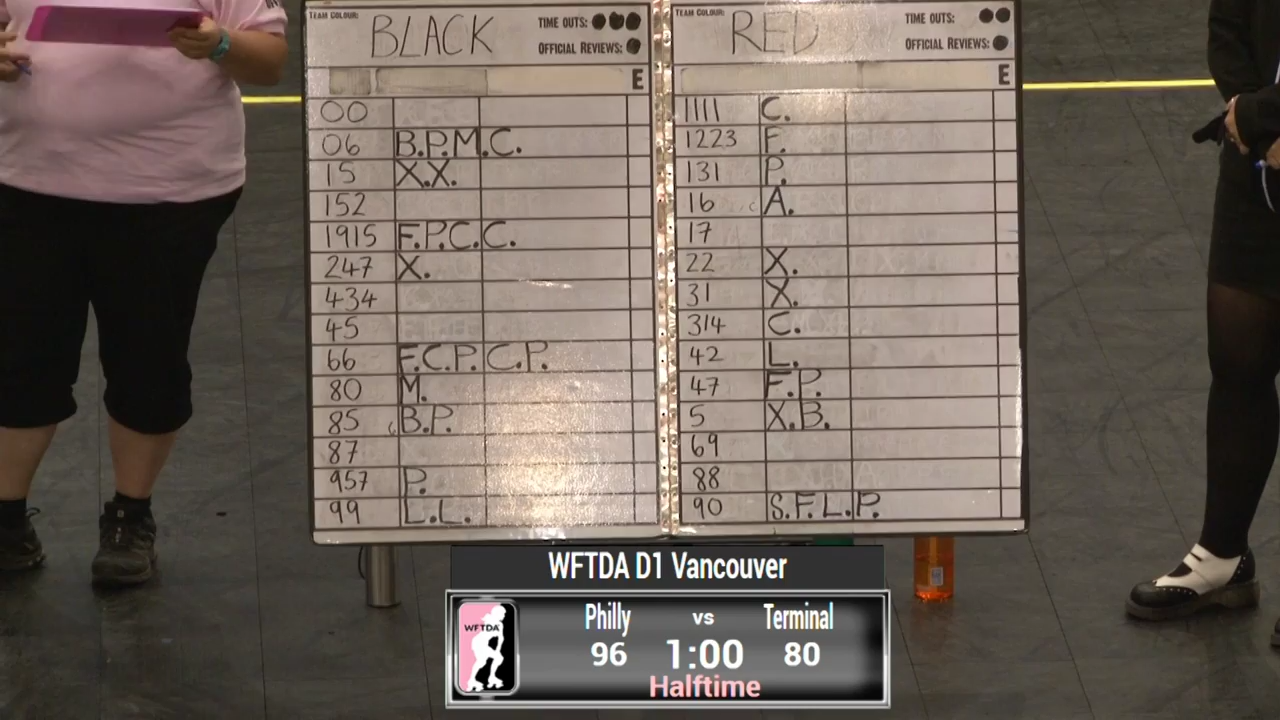 TEAM COLOUR: BLACK TIME OUTS:
OFFICIAL REVIEWS:
E
00
06 B.P.M.C.
15 X.X.
152
1915 F.P.C.C.
247 X.
434
45
66 F.C.P.C.P.
80 M.
85 B.P.
87
957 P.
99 L.L.
TEAM COLOUR: RED TIME OUTS:
OFFICIAL REVIEWS:
E
1111 C.
1223 F.
131 P.
16 A.
17
22 X.
31 X.
314 C.
42 L.
47 F.P.
5 X.B.
69
88
90 S.F.L.P.
WFTDA D1 Vancouver
WFTDA
Philly vs Terminal
96 1:00 80
Halftime